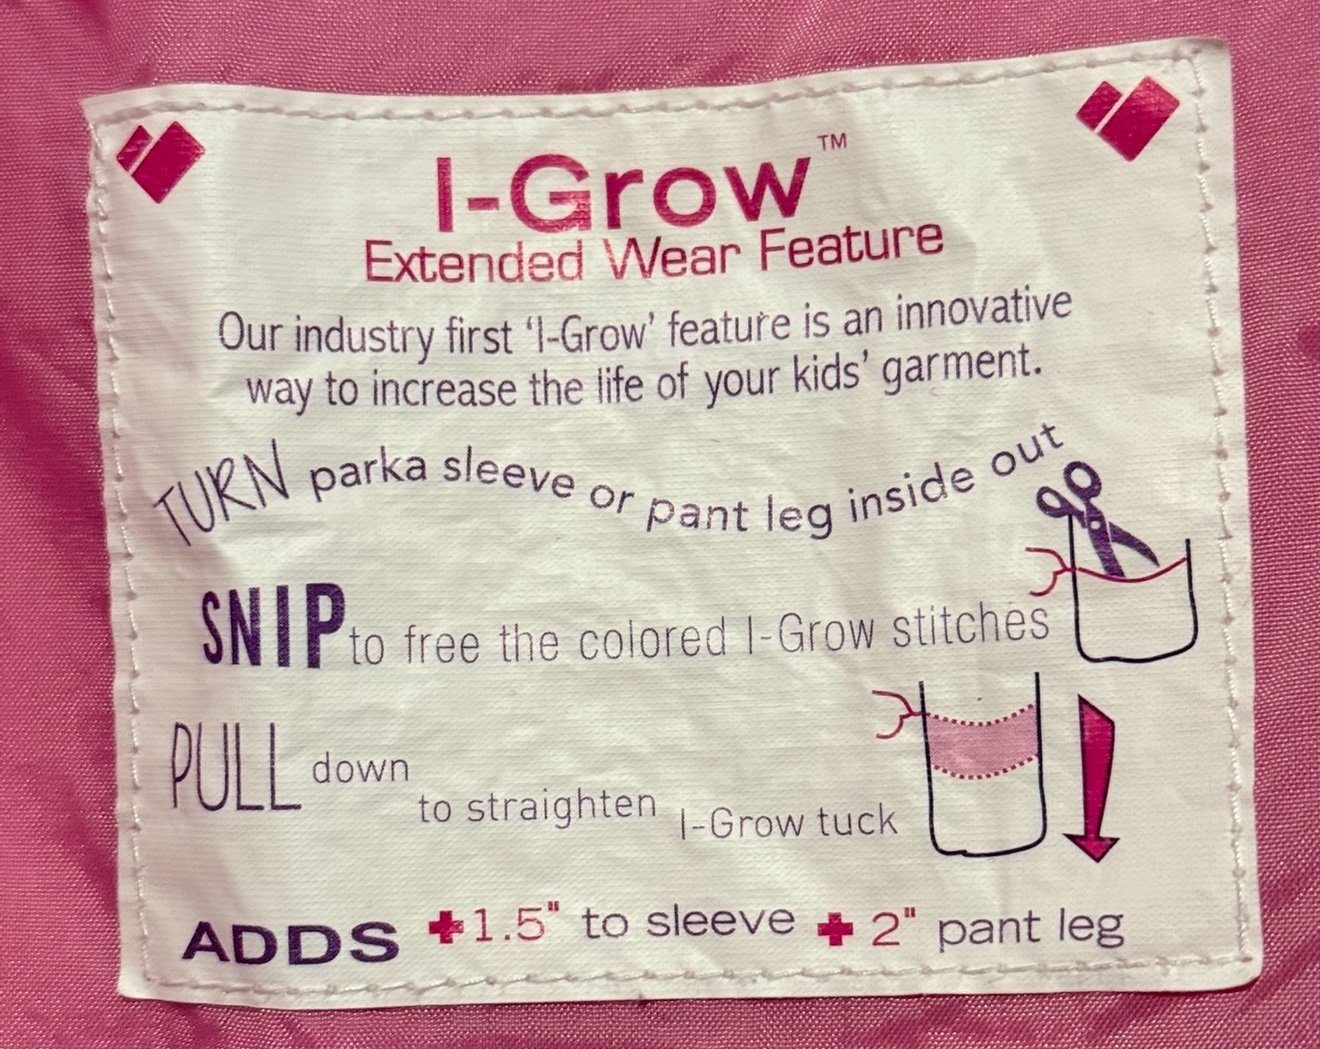 I-Grow™
Extended Wear Feature
Our industry first ‘I-Grow’ feature is an innovative
way to increase the life of your kids’ garment.
TURN parka sleeve or pant leg inside out
SNIP to free the colored I-Grow stitches
PULL down to straighten I-Grow tuck
ADDS +1.5" to sleeve + 2" pant leg